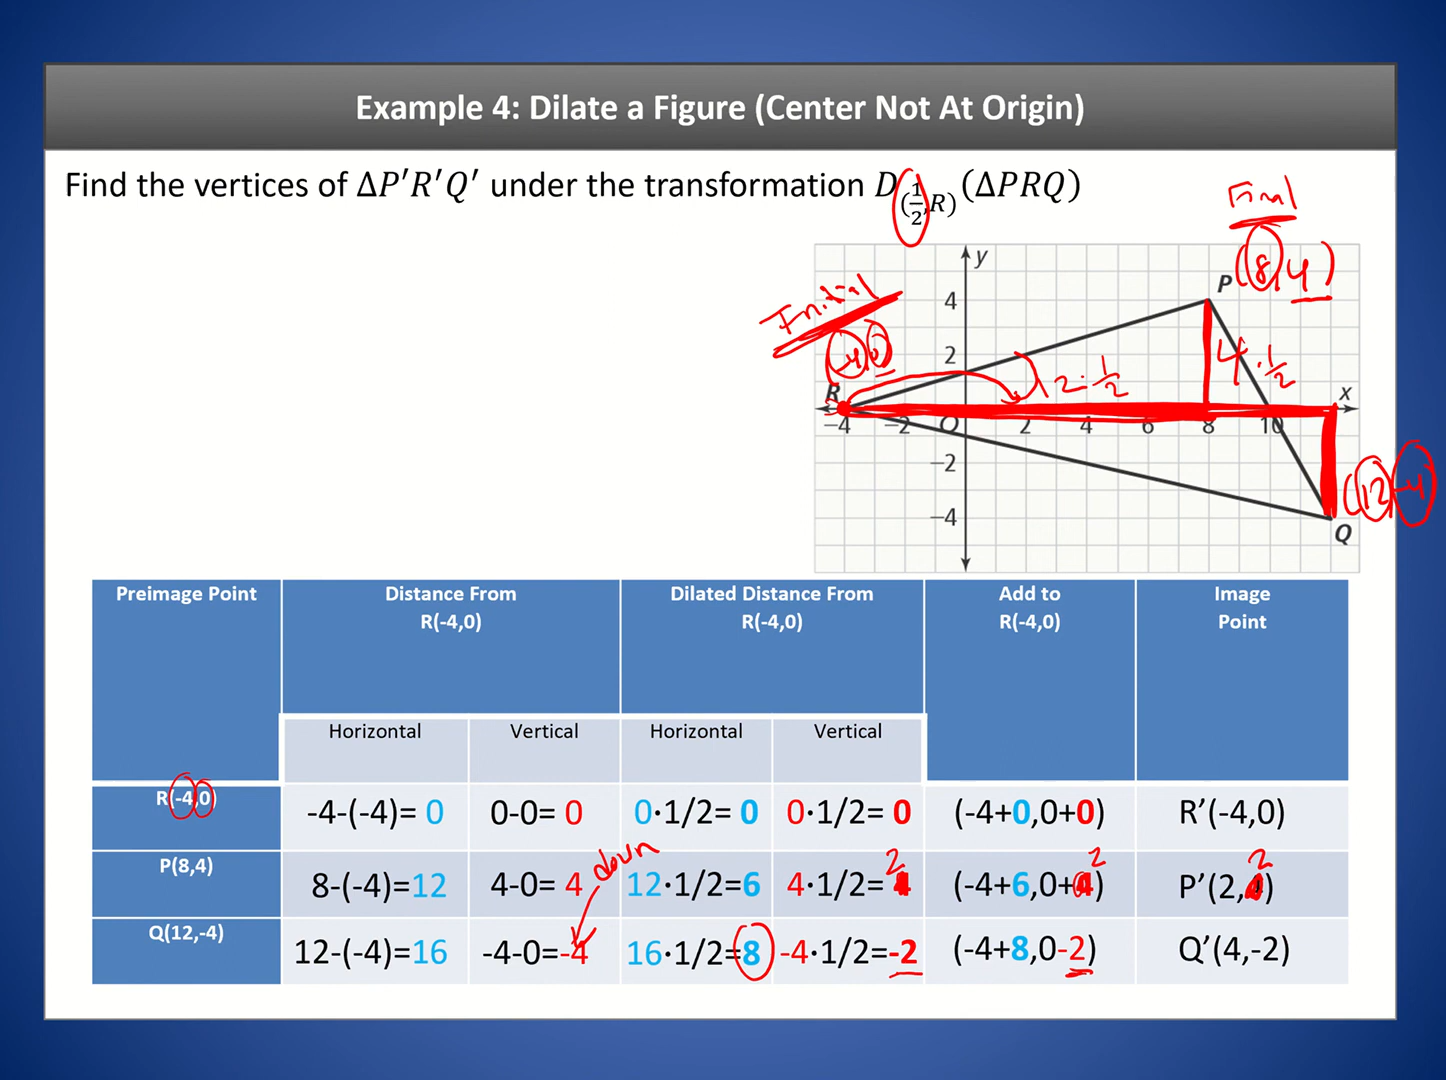 Example 4: Dilate a Figure (Center Not At Origin)
Find the vertices of ΔP′R′Q′ under the transformation D(1/2,R)(ΔPRQ)
Final
(8,4)
Initial
(-4,0)
y
P
4
2
12·1/2
4·1/2
R
x
−4 −2 O 2 4 6 8 10
−2
−4
(12,-4)
Q
Preimage Point
Distance From
R(-4,0)
Dilated Distance From
R(-4,0)
Add to
R(-4,0)
Image
Point
Horizontal Vertical Horizontal Vertical
R(-4,0) -4-(-4)= 0 0-0= 0 0·1/2= 0 0·1/2= 0 (-4+0,0+0) R’(-4,0)
down
2 2 2
P(8,4) 8-(-4)=12 4-0= 4 12·1/2=6 4·1/2= 4 (-4+6,0+4) P’(2, )
Q(12,-4) 12-(-4)=16 -4-0=-4 16·1/2=8 -4·1/2=-2 (-4+8,0-2) Q’(4,-2)